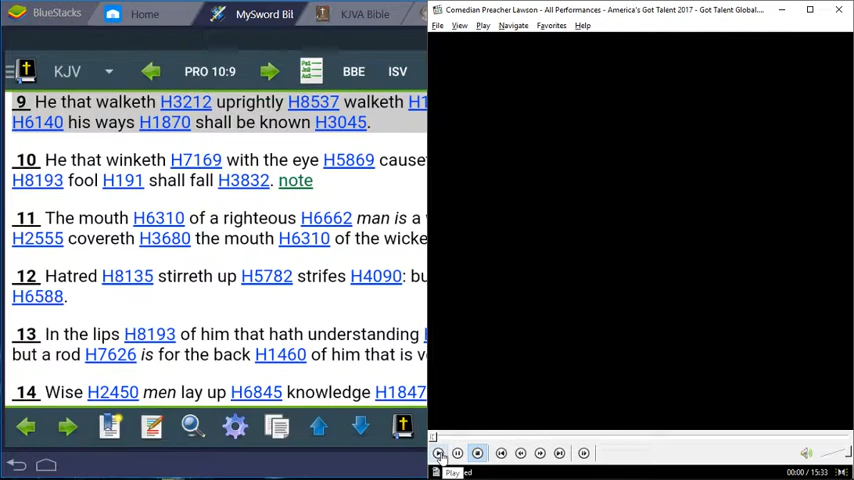 BlueStacks Home MySword Bib KJVA Bible
KJV PRO 10:9 BBE ISV
9 He that walketh H3212 uprightly H8537 walketh H1
H6140 his ways H1870 shall be known H3045.
10 He that winketh H7169 with the eye H5869 cause
H8193 fool H191 shall fall H3832. note
11 The mouth H6310 of a righteous H6662 man is a
H2555 covereth H3680 the mouth H6310 of the wicke
12 Hatred H8135 stirreth up H5782 strifes H4090: bu
H6588.
13 In the lips H8193 of him that hath understanding
but a rod H7626 is for the back H1460 of him that is v
14 Wise H2450 men lay up H6845 knowledge H1847
Comedian Preacher Lawson - All Performances - America's Got Talent 2017 - Got Talent Global....
File View Play Navigate Favorites Help
Play
00:00 / 15:33